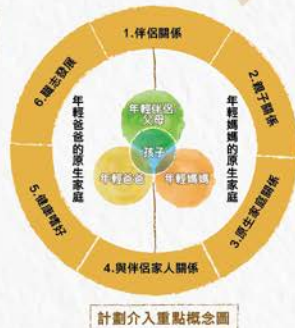 1.伴侶關係
2.親子關係
3.原生家庭關係
4.與伴侶家人關係
5.健康嗜好
6.職志發展
年輕爸爸的原生家庭
年輕媽媽的原生家庭
年輕伴侶
父母
孩子
年輕爸爸
年輕媽媽
計劃介入重點概念圖